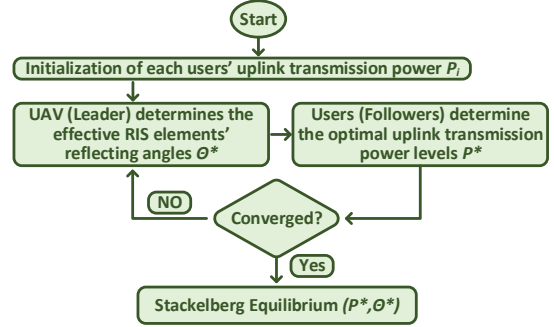 Start
Initialization of each users' uplink transmission power Pi
UAV (Leader) determines the
effective RIS elements'
reflecting angles Θ*
Users (Followers) determine
the optimal uplink transmission
power levels P*
NO
Converged?
Yes
Stackelberg Equilibrium (P*,Θ*)